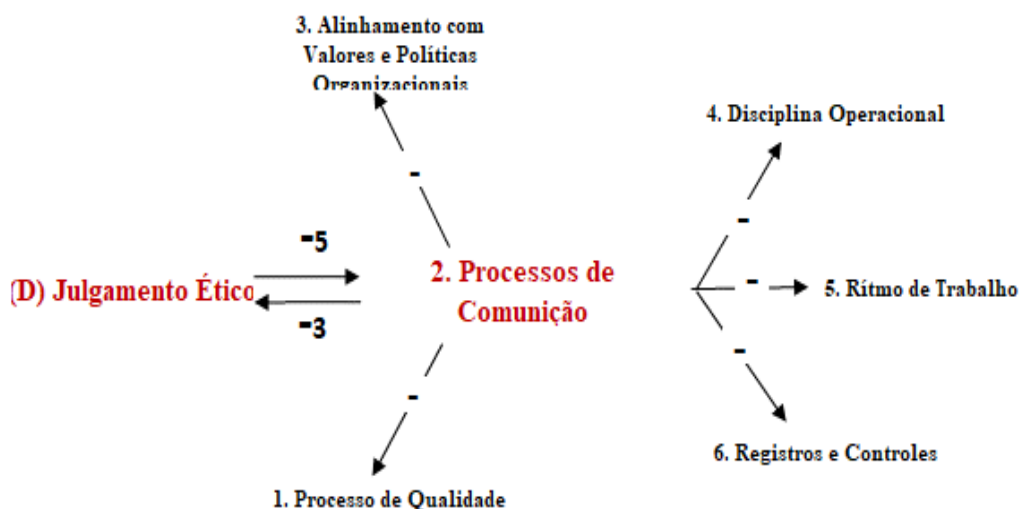 3. Alinhamento com
Valores e Políticas
Organizacionais
4. Disciplina Operacional
-
-
-5
(D) Julgamento Ético
2. Processos de
Comunição
-
5. Rítmo de Trabalho
-3
-
-
6. Registros e Controles
1. Processo de Qualidade